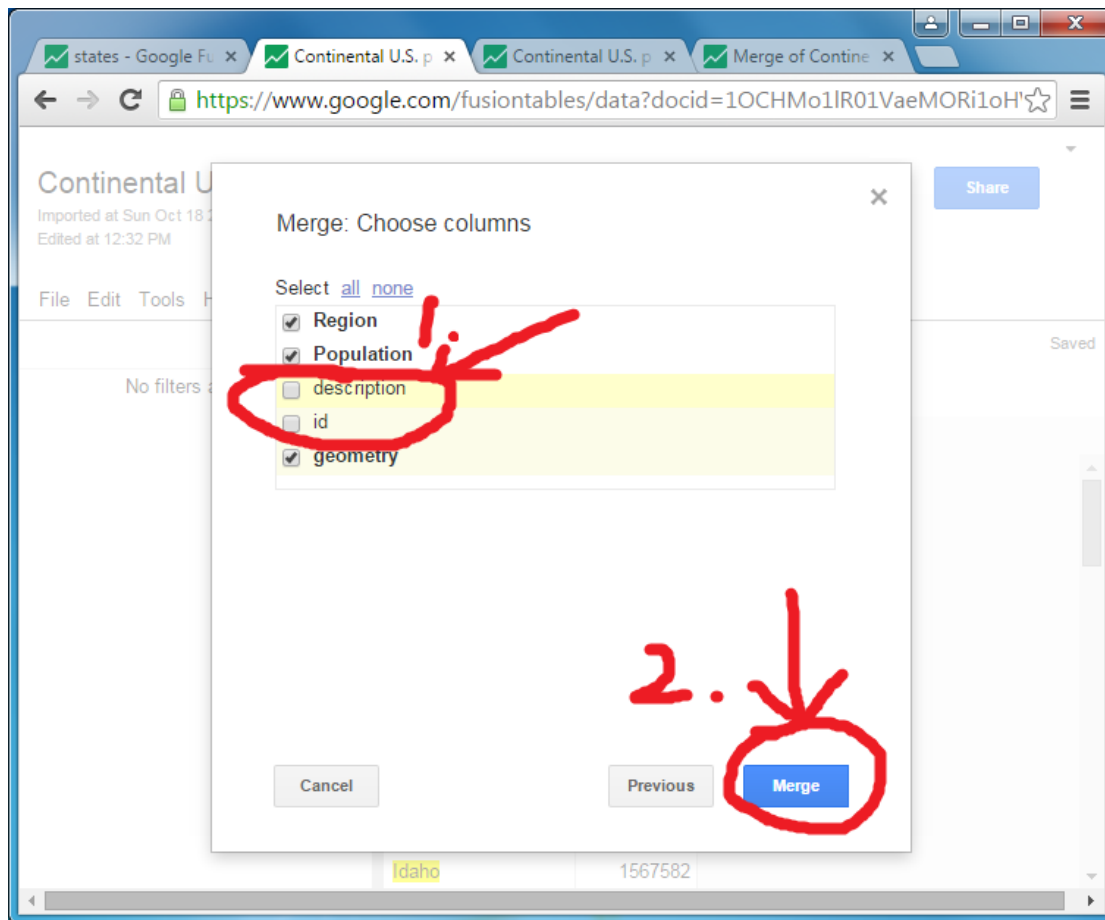 states - Google Fu
Continental U.S. p
Continental U.S. p
Merge of Contine
https://www.google.com/fusiontables/data?docid=1OCHMo1lR01VaeMORi1oH
Continental U
Share
Imported at Sun Oct 18 2
Edited at 12:32 PM
File Edit Tools H
Saved
No filters a
Merge: Choose columns
Select all none
Region
1.
Population
description
id
geometry
2.
Cancel
Previous
Merge
Idaho 1567582